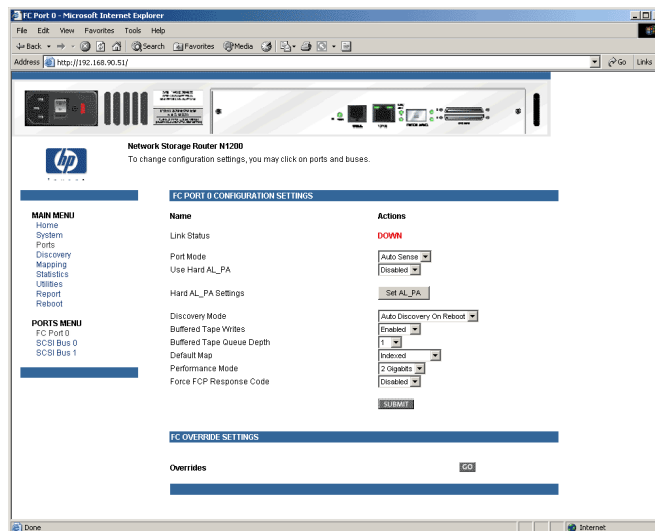 FC Port 0 - Microsoft Internet Explorer
File Edit View Favorites Tools Help
Back Search Favorites Media
Address http://192.168.90.51/ Go Links
hp
invent
Network Storage Router N1200
To change configuration settings, you may click on ports and buses.
FC PORT 0 CONFIGURATION SETTINGS
MAIN MENU
Home
System
Ports
Discovery
Mapping
Statistics
Utilities
Report
Reboot
PORTS MENU
FC Port 0
SCSI Bus 0
SCSI Bus 1
Name Actions
Link Status DOWN
Port Mode Auto Sense
Use Hard AL_PA Disabled
Hard AL_PA Settings Set AL_PA
Discovery Mode Auto Discovery On Reboot
Buffered Tape Writes Enabled
Buffered Tape Queue Depth 1
Default Map Indexed
Performance Mode 2 Gigabits
Force FCP Response Code Disabled
SUBMIT
FC OVERRIDE SETTINGS
Overrides GO
Done Internet